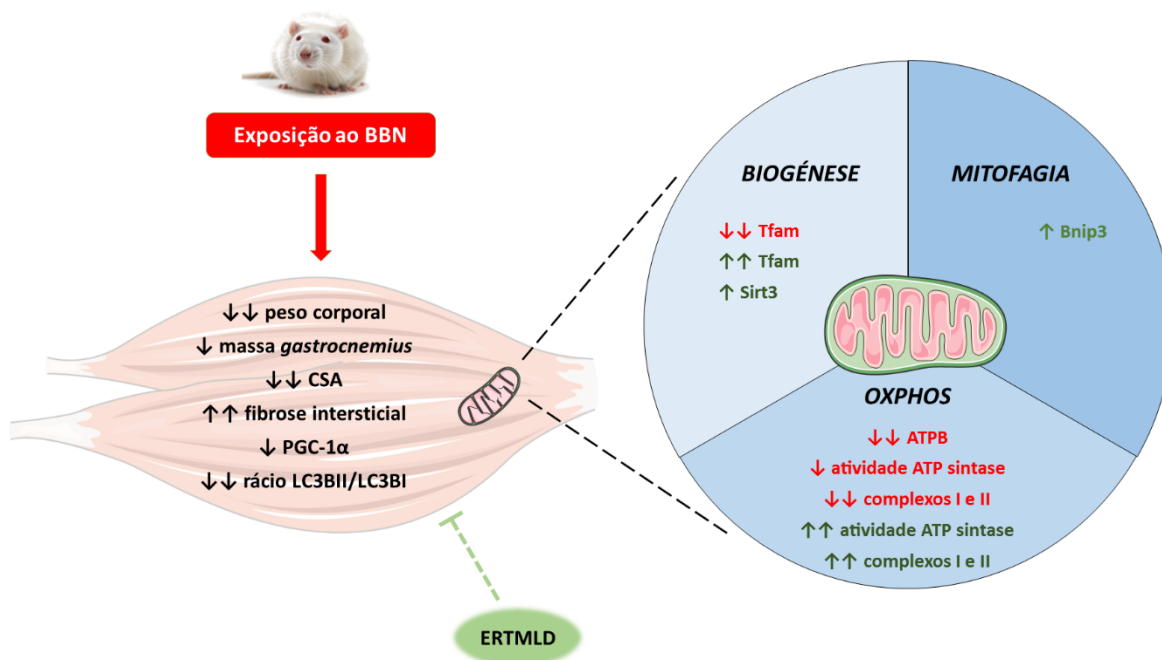 Exposição ao BBN
↓↓ peso corporal
↓ massa gastrocnemius
↓↓ CSA
↑↑ fibrose intersticial
↓ PGC-1α
↓↓ rácio LC3BII/LC3BI
ERTMLD
BIOGÉNESE
↓↓ Tfam
↑↑ Tfam
↑ Sirt3
MITOFAGIA
↑ Bnip3
OXPHOS
↓↓ ATPB
↓ atividade ATP sintase
↓↓ complexos I e II
↑↑ atividade ATP sintase
↑↑ complexos I e II